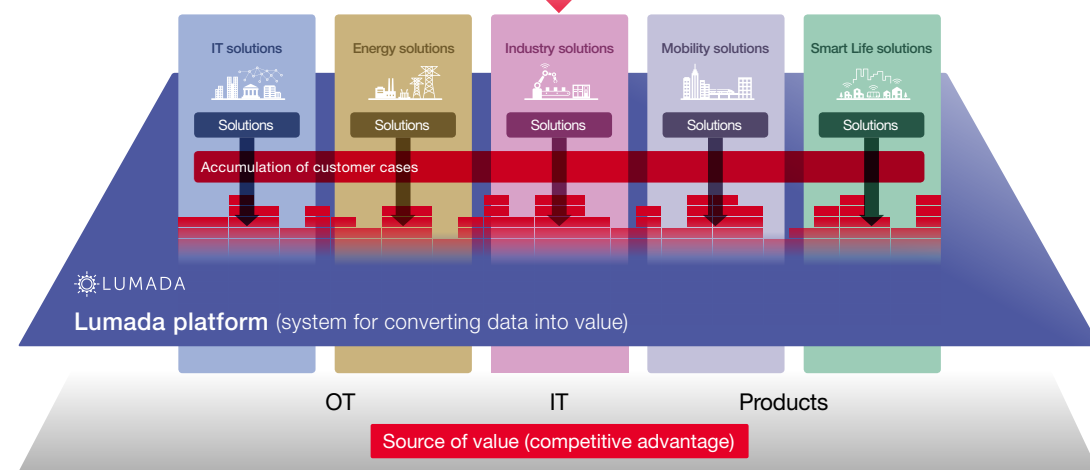 IT solutions
Energy solutions
Industry solutions
Mobility solutions
Smart Life solutions
Solutions
Solutions
Solutions
Solutions
Solutions
Accumulation of customer cases
LUMADA
Lumada platform (system for converting data into value)
OT
IT
Products
Source of value (competitive advantage)